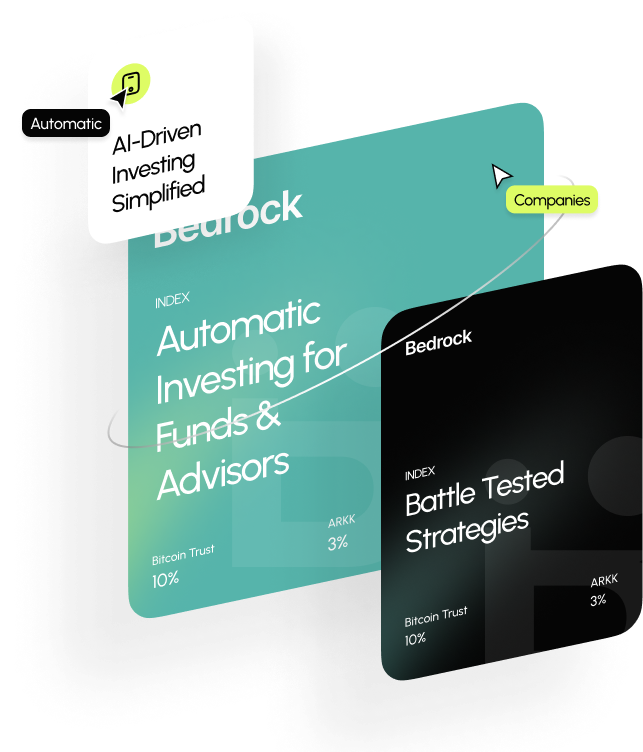 Automatic
AI-Driven
Investing
Simplified
Companies
Bedrock
INDEX
Automatic
Investing for
Funds &
Advisors
Bitcoin Trust
10%
ARKK
3%
Bedrock
INDEX
Battle Tested
Strategies
Bitcoin Trust
10%
ARKK
3%